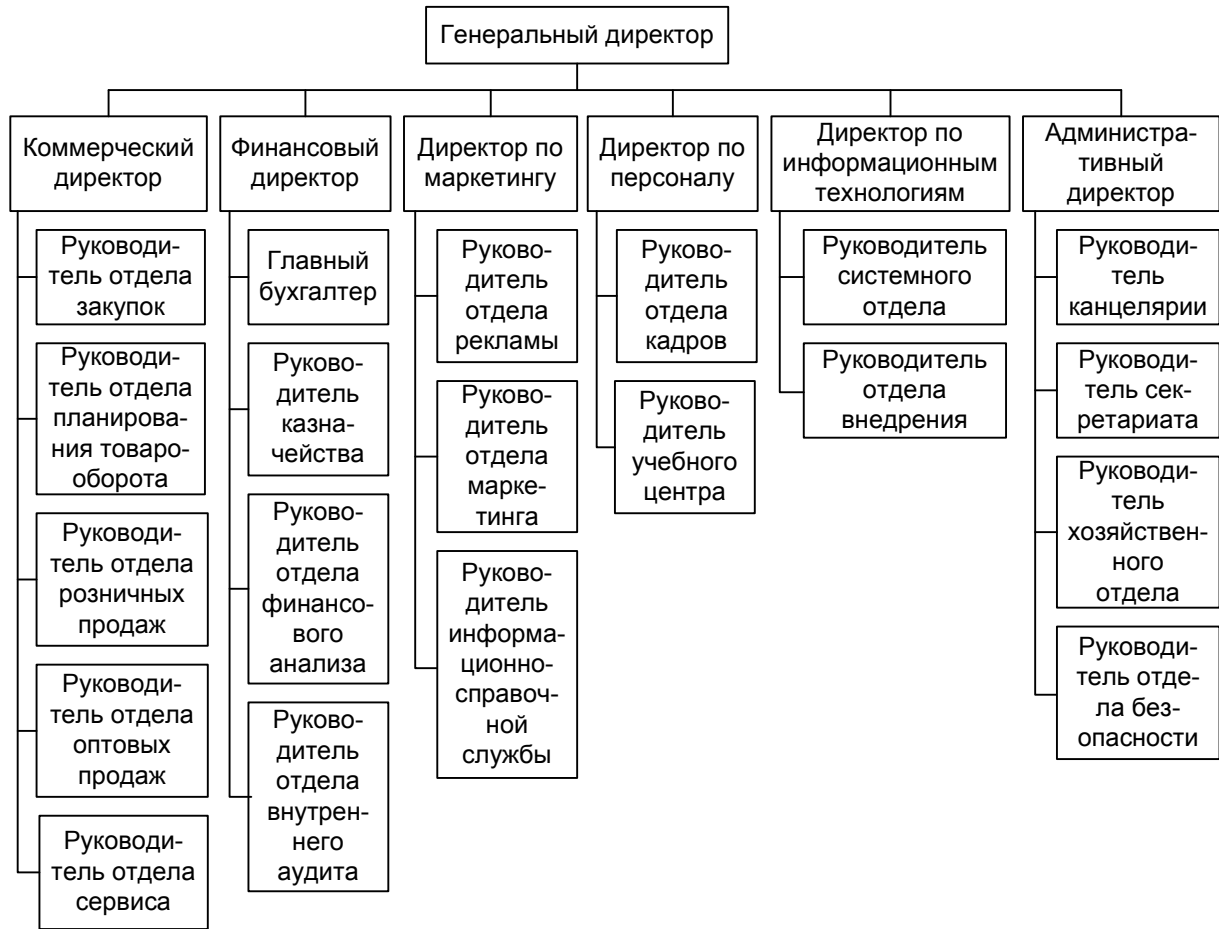 Генеральный директор
Коммерческий
директор
Руководи-
тель отдела
закупок
Руководи-
тель отдела
планирова-
ния товаро-
оборота
Руководи-
тель отдела
розничных
продаж
Руководи-
тель отдела
оптовых
продаж
Руководи-
тель отдела
сервиса
Финансовый
директор
Главный
бухгалтер
Руково-
дитель
казна-
чейства
Руково-
дитель
отдела
финансо-
вого
анализа
Руково-
дитель
отдела
внутрен-
него
аудита
Директор по
маркетингу
Руково-
дитель
отдела
рекламы
Руково-
дитель
отдела
марке-
тинга
Руково-
дитель
информа-
ционно-
справоч-
ной
службы
Директор по
персоналу
Руково-
дитель
отдела
кадров
Руково-
дитель
учебного
центра
Директор по
информационным
технологиям
Руководитель
системного
отдела
Руководитель
отдела
внедрения
Администра-
тивный
директор
Руководи-
тель
канцелярии
Руководи-
тель сек-
ретариата
Руководи-
тель
хозяйствен-
ного
отдела
Руководи-
тель отде-
ла без-
опасности